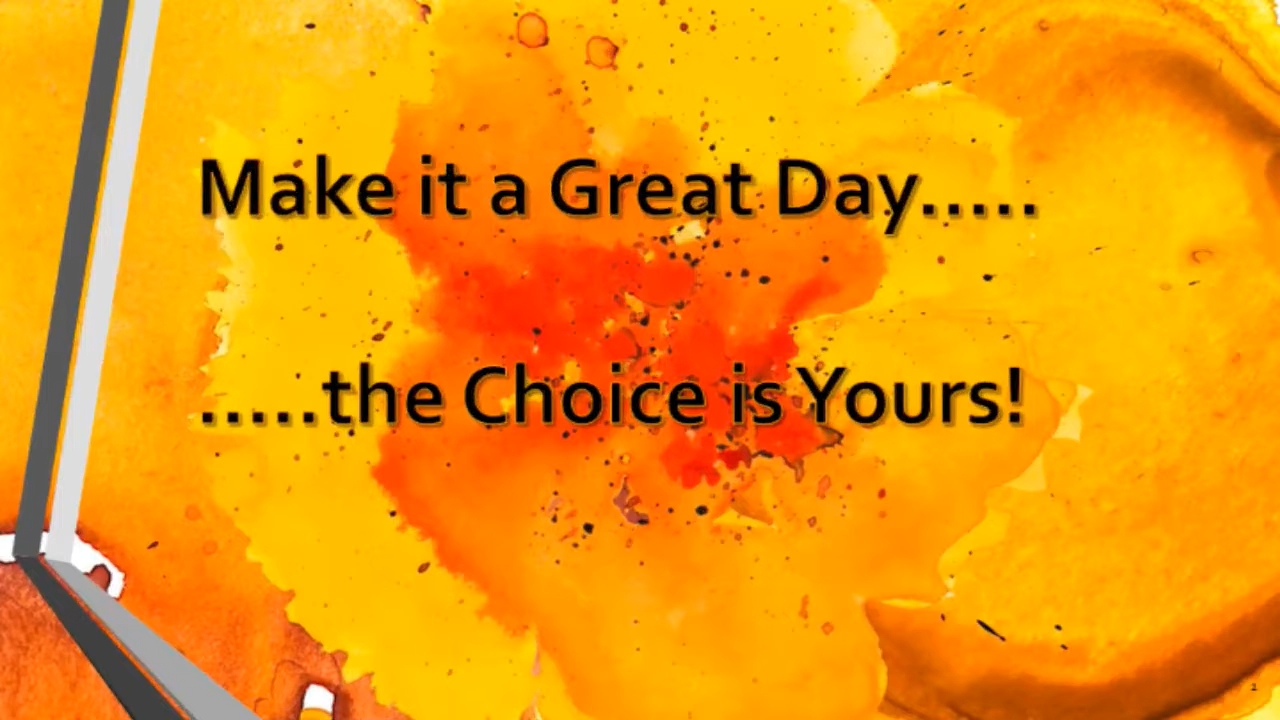 Make it a Great Day.....
.....the Choice is Yours!